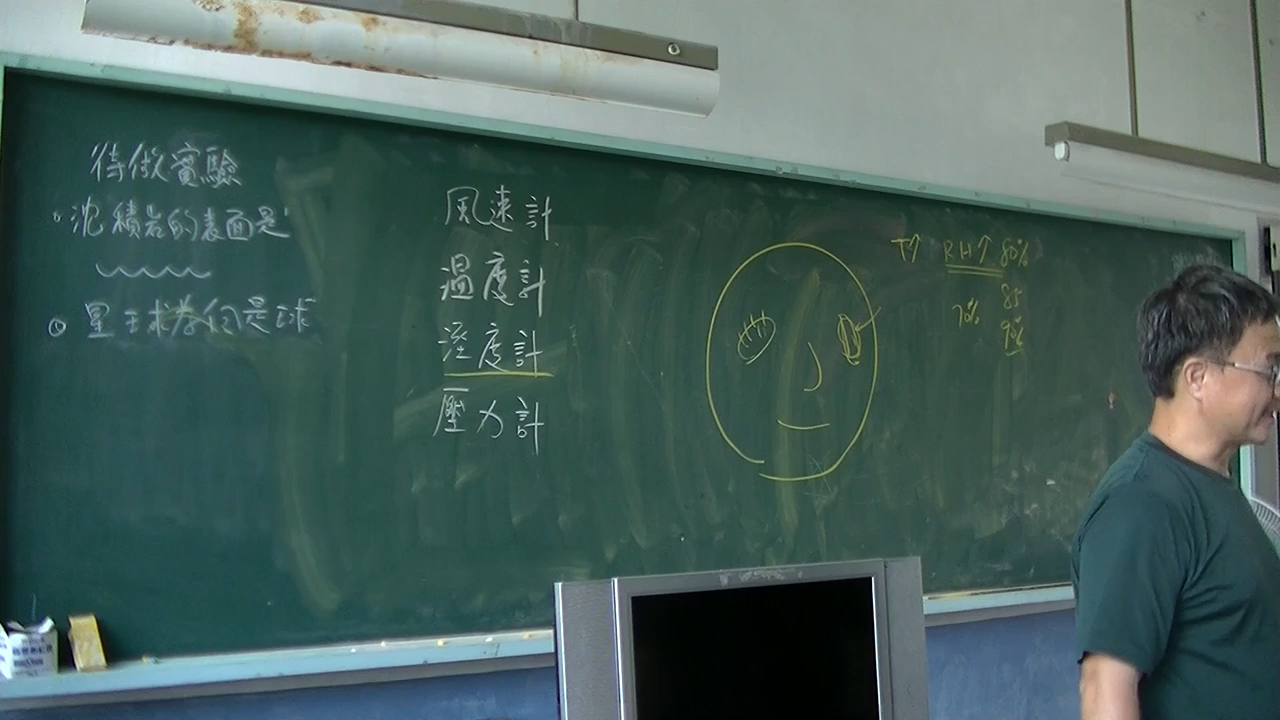 待做實驗
沈積岩的表面是
星球為何是球
風速計
溫度計
溼度計
壓力計
T↑ RH↑ 80%
85
70% 90%